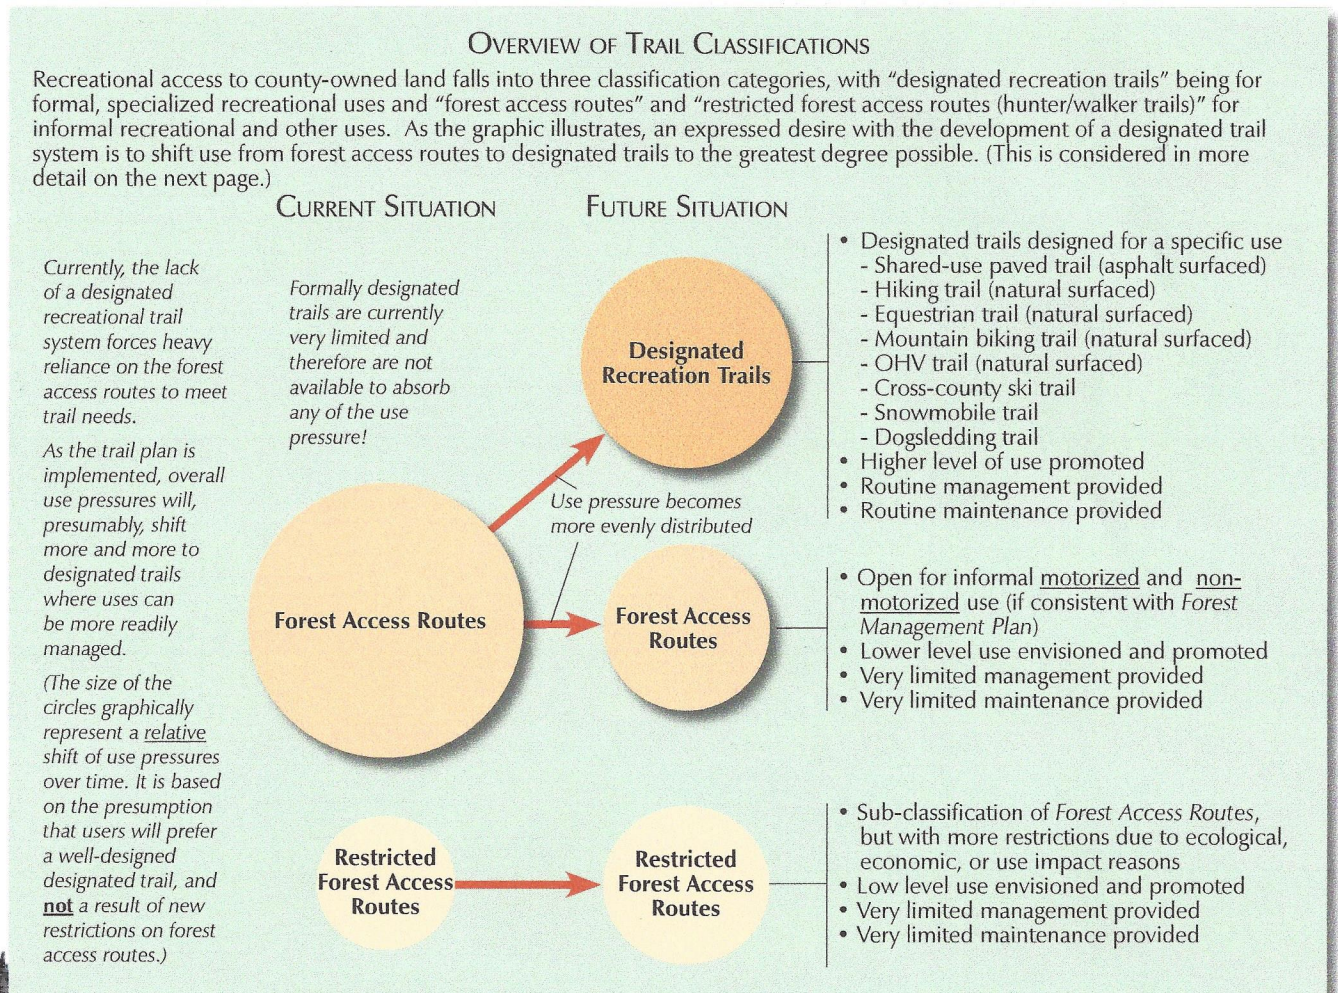 OVERVIEW OF TRAIL CLASSIFICATIONS
Recreational access to county-owned land falls into three classification categories, with “designated recreation trails” being for
formal, specialized recreational uses and “forest access routes” and “restricted forest access routes (hunter/walker trails)” for
informal recreational and other uses. As the graphic illustrates, an expressed desire with the development of a designated trail
system is to shift use from forest access routes to designated trails to the greatest degree possible. (This is considered in more
detail on the next page.)
CURRENT SITUATION
FUTURE SITUATION
Currently, the lack
of a designated
recreational trail
system forces heavy
reliance on the forest
access routes to meet
trail needs.
As the trail plan is
implemented, overall
use pressures will,
presumably, shift
more and more to
designated trails
where uses can
be more readily
managed.
(The size of the
circles graphically
represent a relative
shift of use pressures
over time. It is based
on the presumption
that users will prefer
a well-designed
designated trail, and
not a result of new
restrictions on forest
access routes.)
Formally designated
trails are currently
very limited and
therefore are not
available to absorb
any of the use
pressure!
Designated
Recreation Trails
• Designated trails designed for a specific use
- Shared-use paved trail (asphalt surfaced)
- Hiking trail (natural surfaced)
- Equestrian trail (natural surfaced)
- Mountain biking trail (natural surfaced)
- OHV trail (natural surfaced)
- Cross-county ski trail
- Snowmobile trail
- Dogsledding trail
• Higher level of use promoted
• Routine management provided
• Routine maintenance provided
Use pressure becomes
more evenly distributed
Forest Access Routes
Forest Access
Routes
• Open for informal motorized and non-
motorized use (if consistent with Forest
Management Plan)
• Lower level use envisioned and promoted
• Very limited management provided
• Very limited maintenance provided
Restricted
Forest Access
Routes
Restricted
Forest Access
Routes
• Sub-classification of Forest Access Routes,
but with more restrictions due to ecological,
economic, or use impact reasons
• Low level use envisioned and promoted
• Very limited management provided
• Very limited maintenance provided